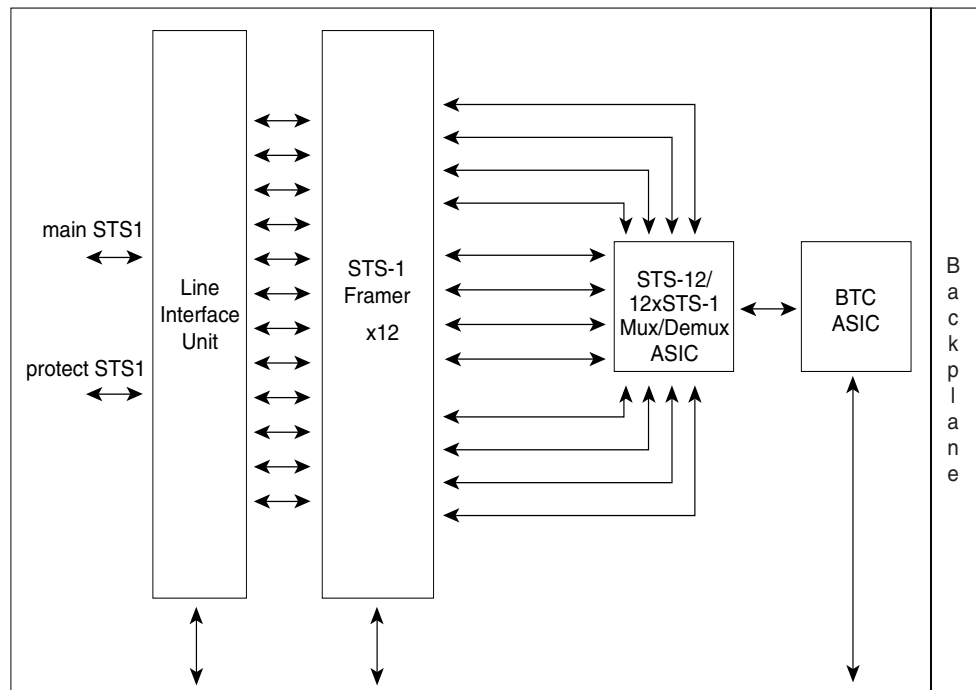 main STS1
protect STS1
Line
Interface
Unit
STS-1
Framer
x12
STS-12/
12xSTS-1
Mux/Demux
ASIC
BTC
ASIC
Backplane